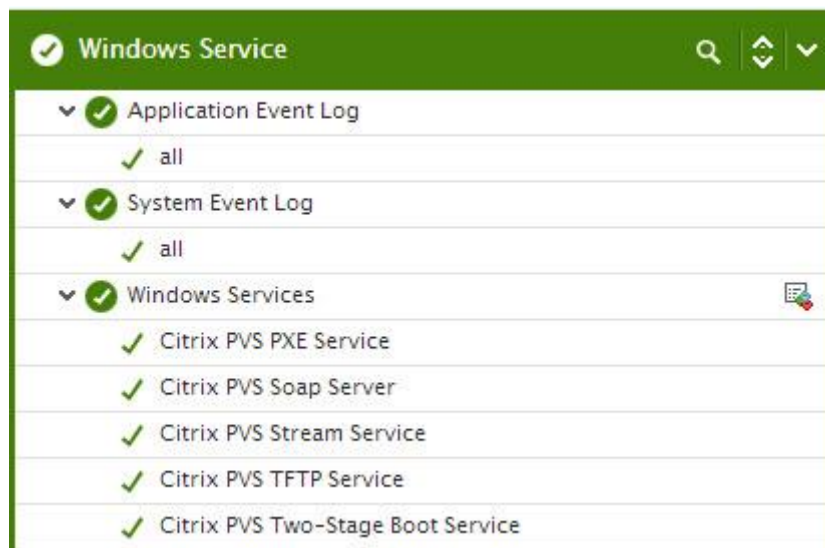 Windows Service
Application Event Log
all
System Event Log
all
Windows Services
Citrix PVS PXE Service
Citrix PVS Soap Server
Citrix PVS Stream Service
Citrix PVS TFTP Service
Citrix PVS Two-Stage Boot Service